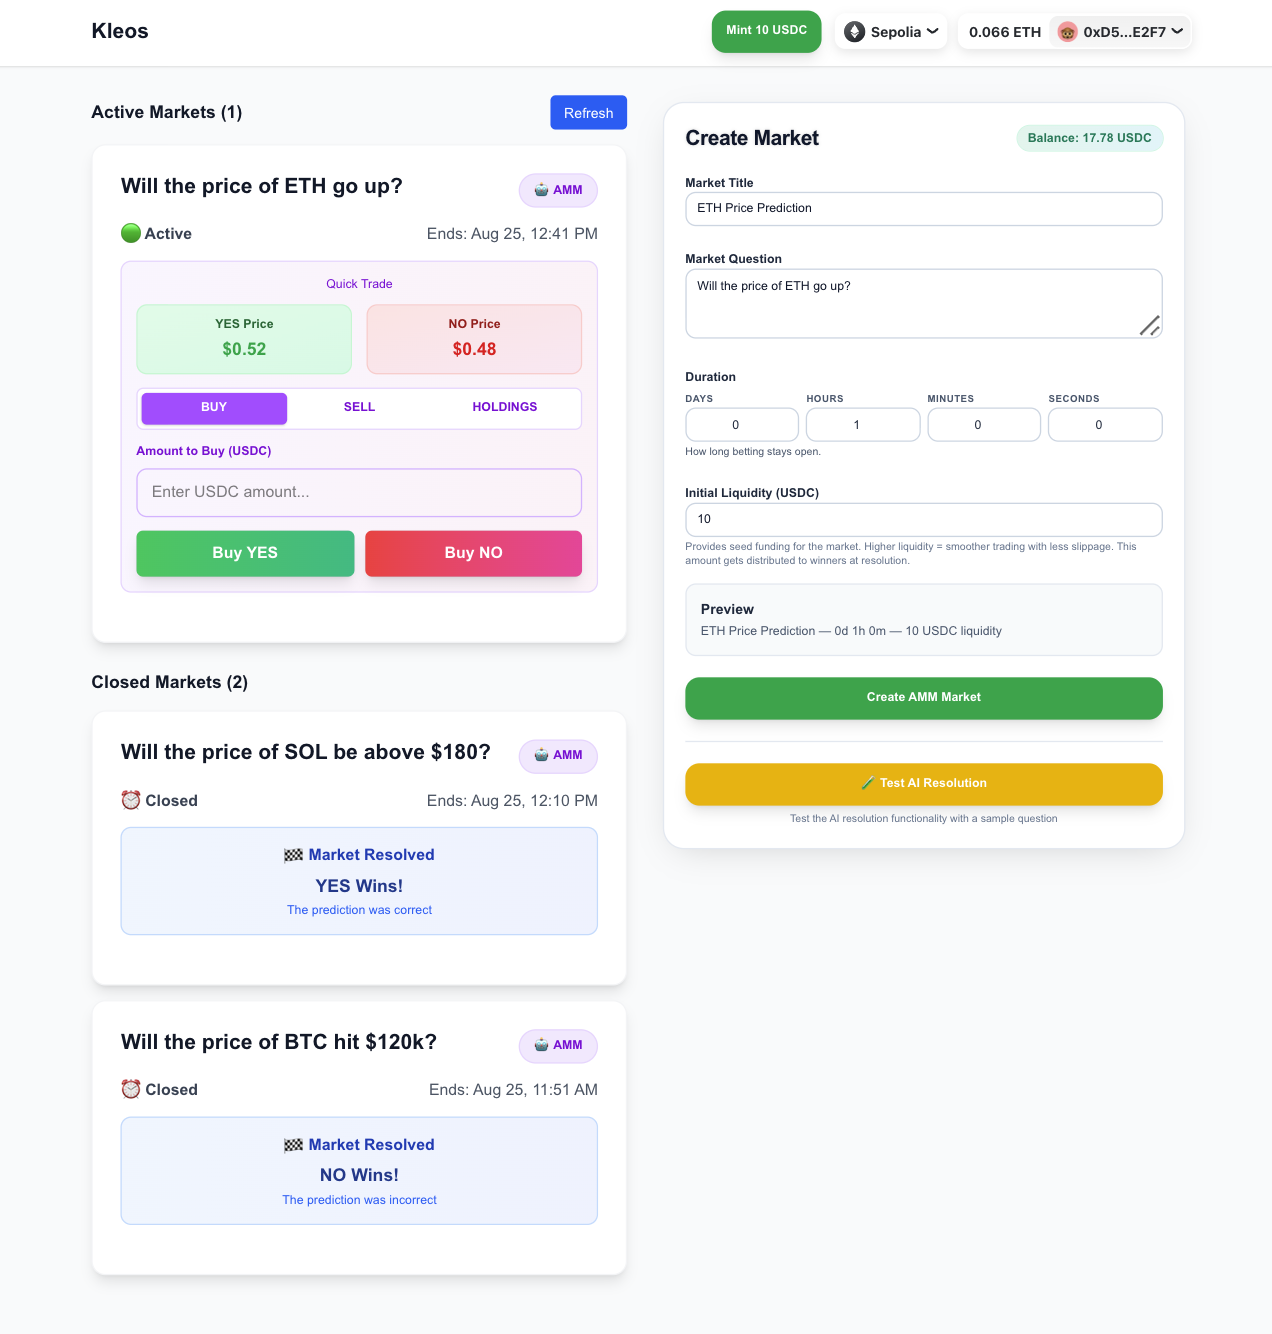 Kleos
Mint 10 USDC
Sepolia
0.066 ETH
0xD5...E2F7
Active Markets (1)
Refresh
Will the price of ETH go up?
AMM
Active
Ends: Aug 25, 12:41 PM
Quick Trade
YES Price
$0.52
NO Price
$0.48
BUY
SELL
HOLDINGS
Amount to Buy (USDC)
Enter USDC amount...
Buy YES
Buy NO
Closed Markets (2)
Will the price of SOL be above $180?
AMM
Closed
Ends: Aug 25, 12:10 PM
Market Resolved
YES Wins!
The prediction was correct
Will the price of BTC hit $120k?
AMM
Closed
Ends: Aug 25, 11:51 AM
Market Resolved
NO Wins!
The prediction was incorrect
Create Market
Balance: 17.78 USDC
Market Title
ETH Price Prediction
Market Question
Will the price of ETH go up?
Duration
DAYS
HOURS
MINUTES
SECONDS
0
1
0
0
How long betting stays open.
Initial Liquidity (USDC)
10
Provides seed funding for the market. Higher liquidity = smoother trading with less slippage. This
amount gets distributed to winners at resolution.
Preview
ETH Price Prediction — 0d 1h 0m — 10 USDC liquidity
Create AMM Market
Test AI Resolution
Test the AI resolution functionality with a sample question